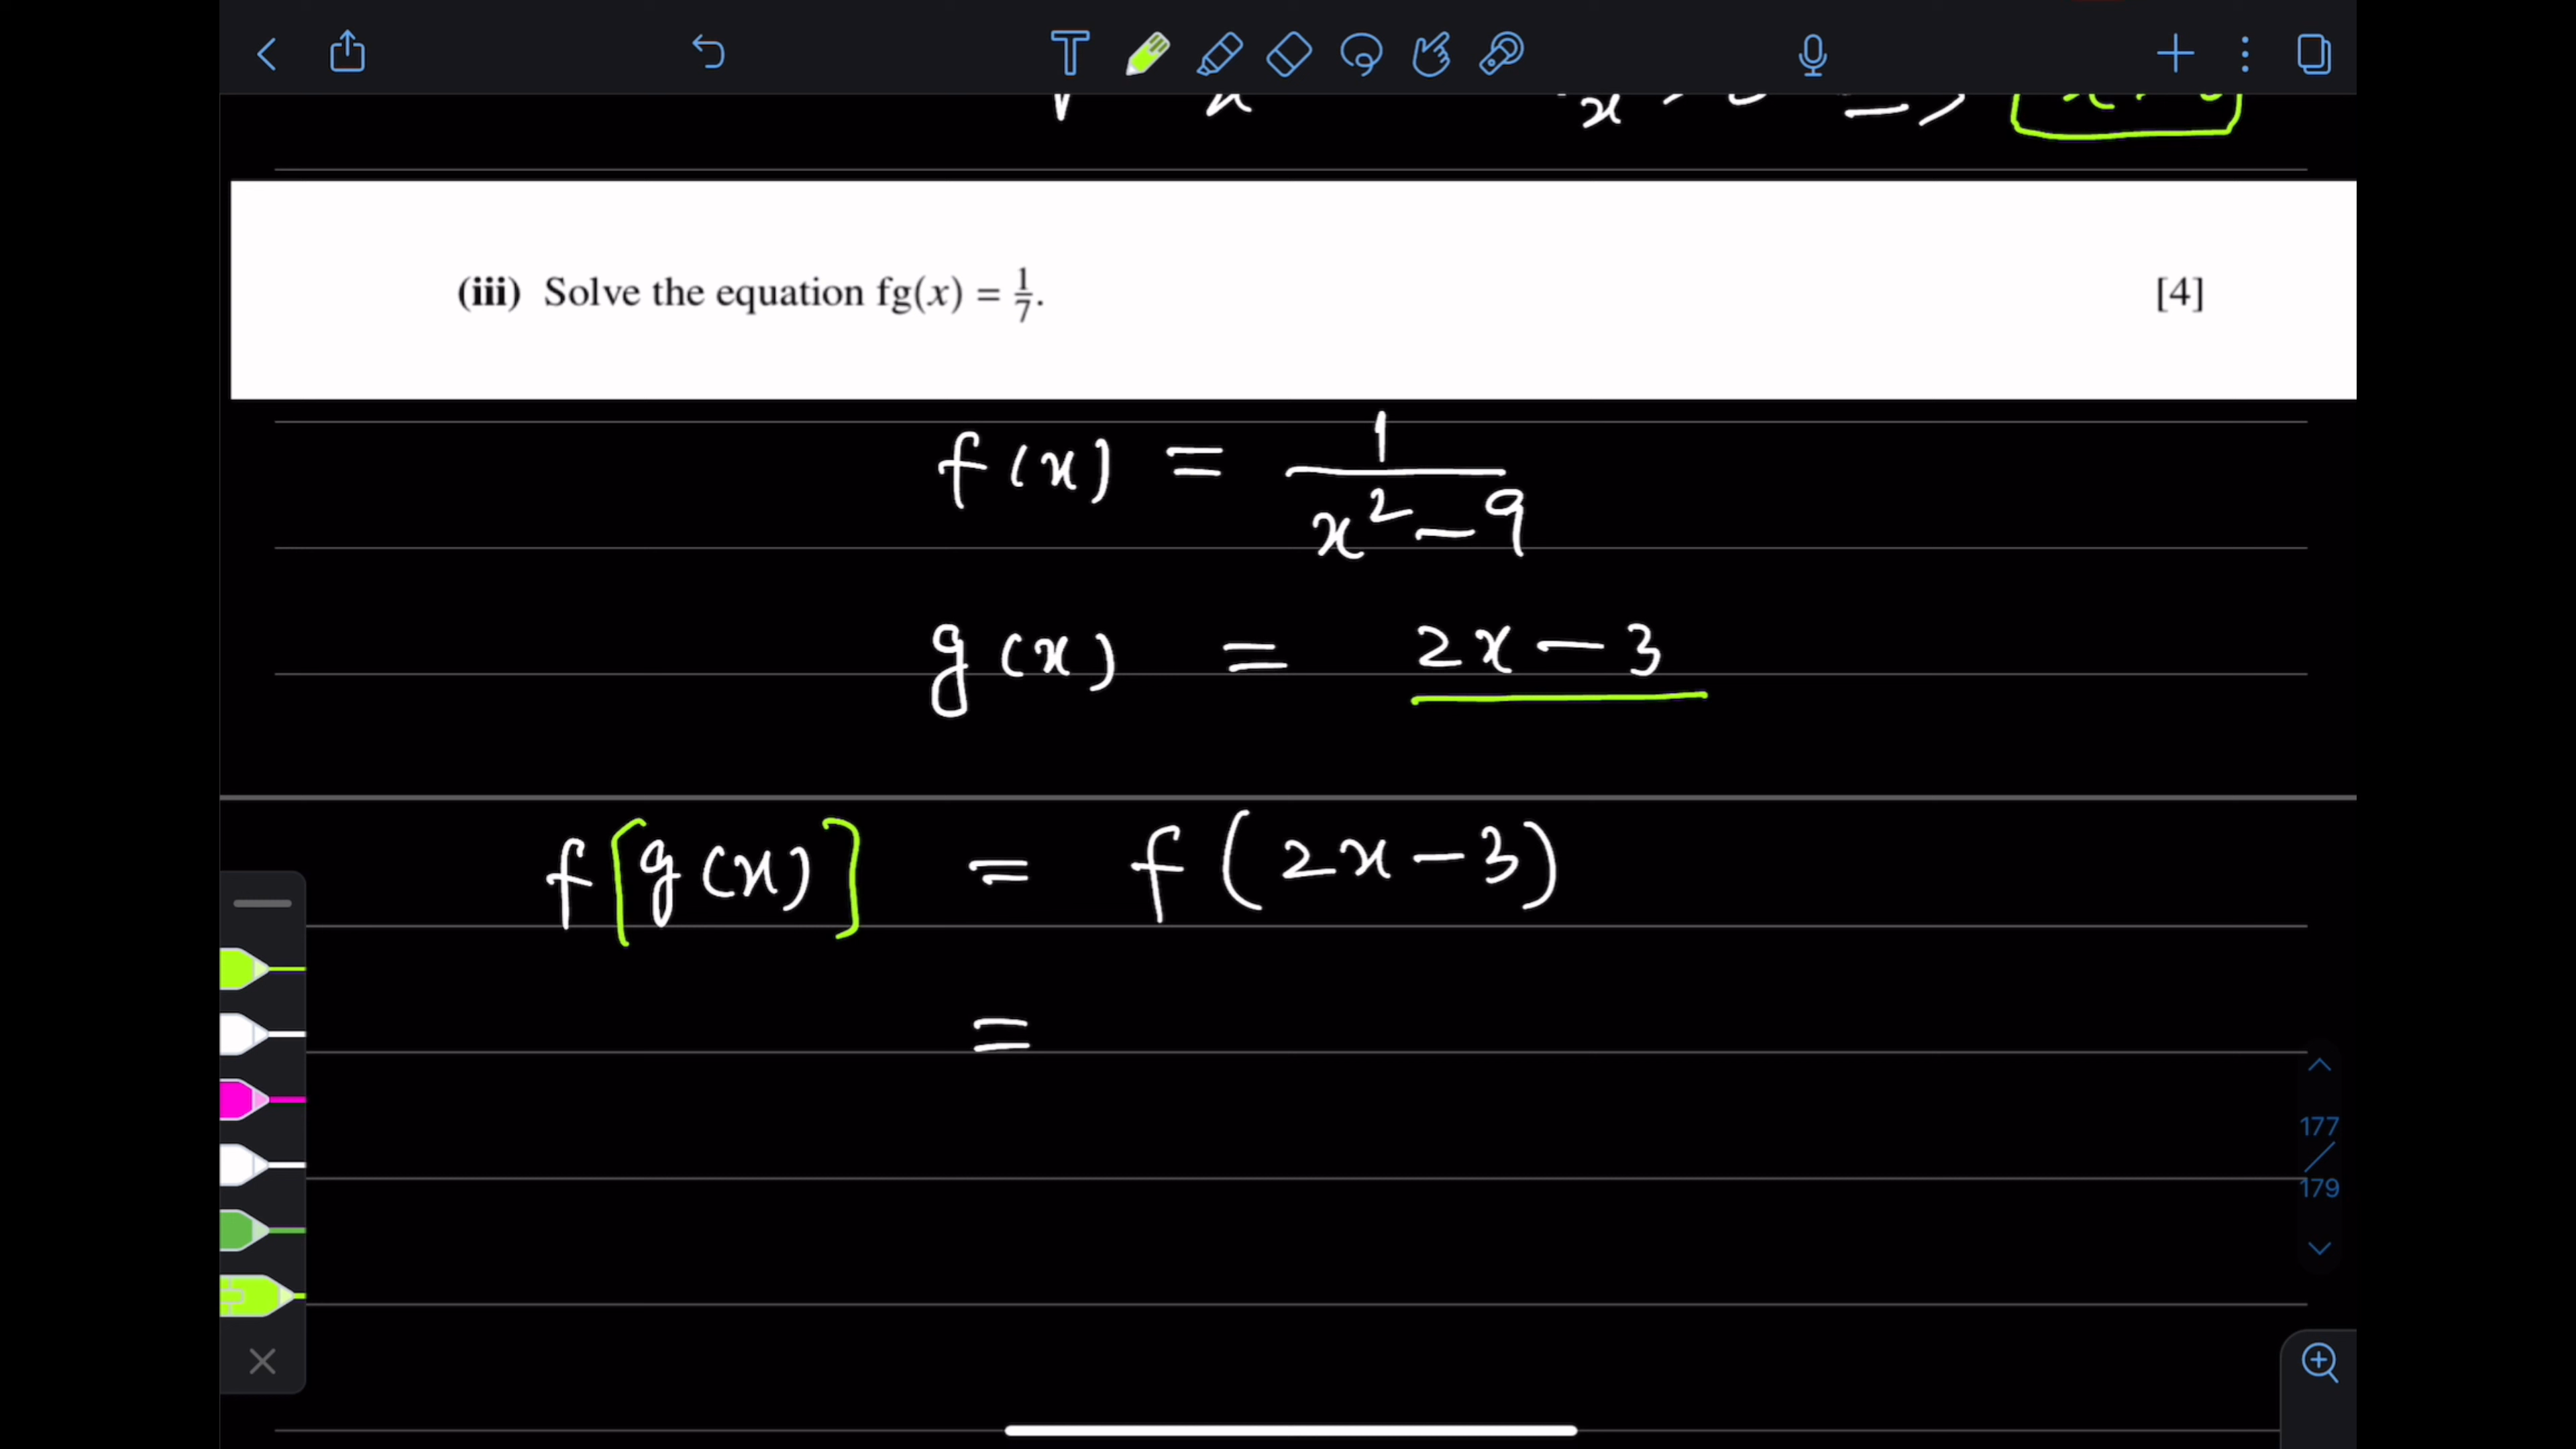 (iii) Solve the equation fg(x) = 1/7. [4]
f(x) = 1/(x² − 9)
g(x) = 2x − 3
f[g(x)] = f(2x − 3)
=
177
/
179